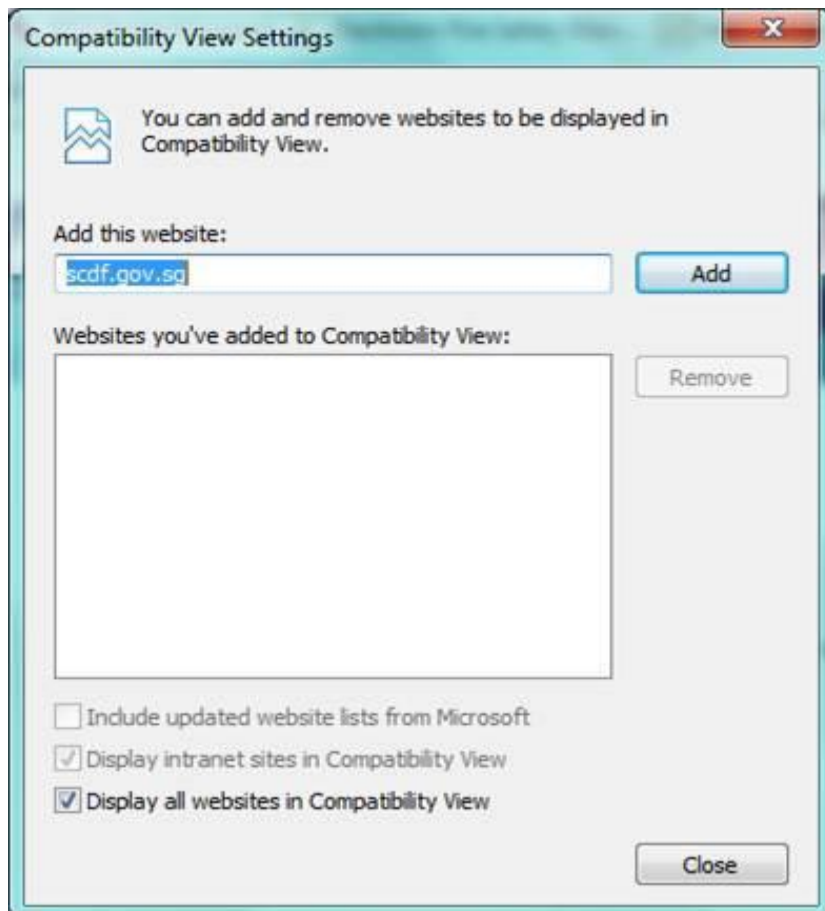 Compatibility View Settings
You can add and remove websites to be displayed in
Compatibility View.
Add this website:
scdf.gov.sg
Add
Websites you've added to Compatibility View:
Remove
Include updated website lists from Microsoft
Display intranet sites in Compatibility View
Display all websites in Compatibility View
Close